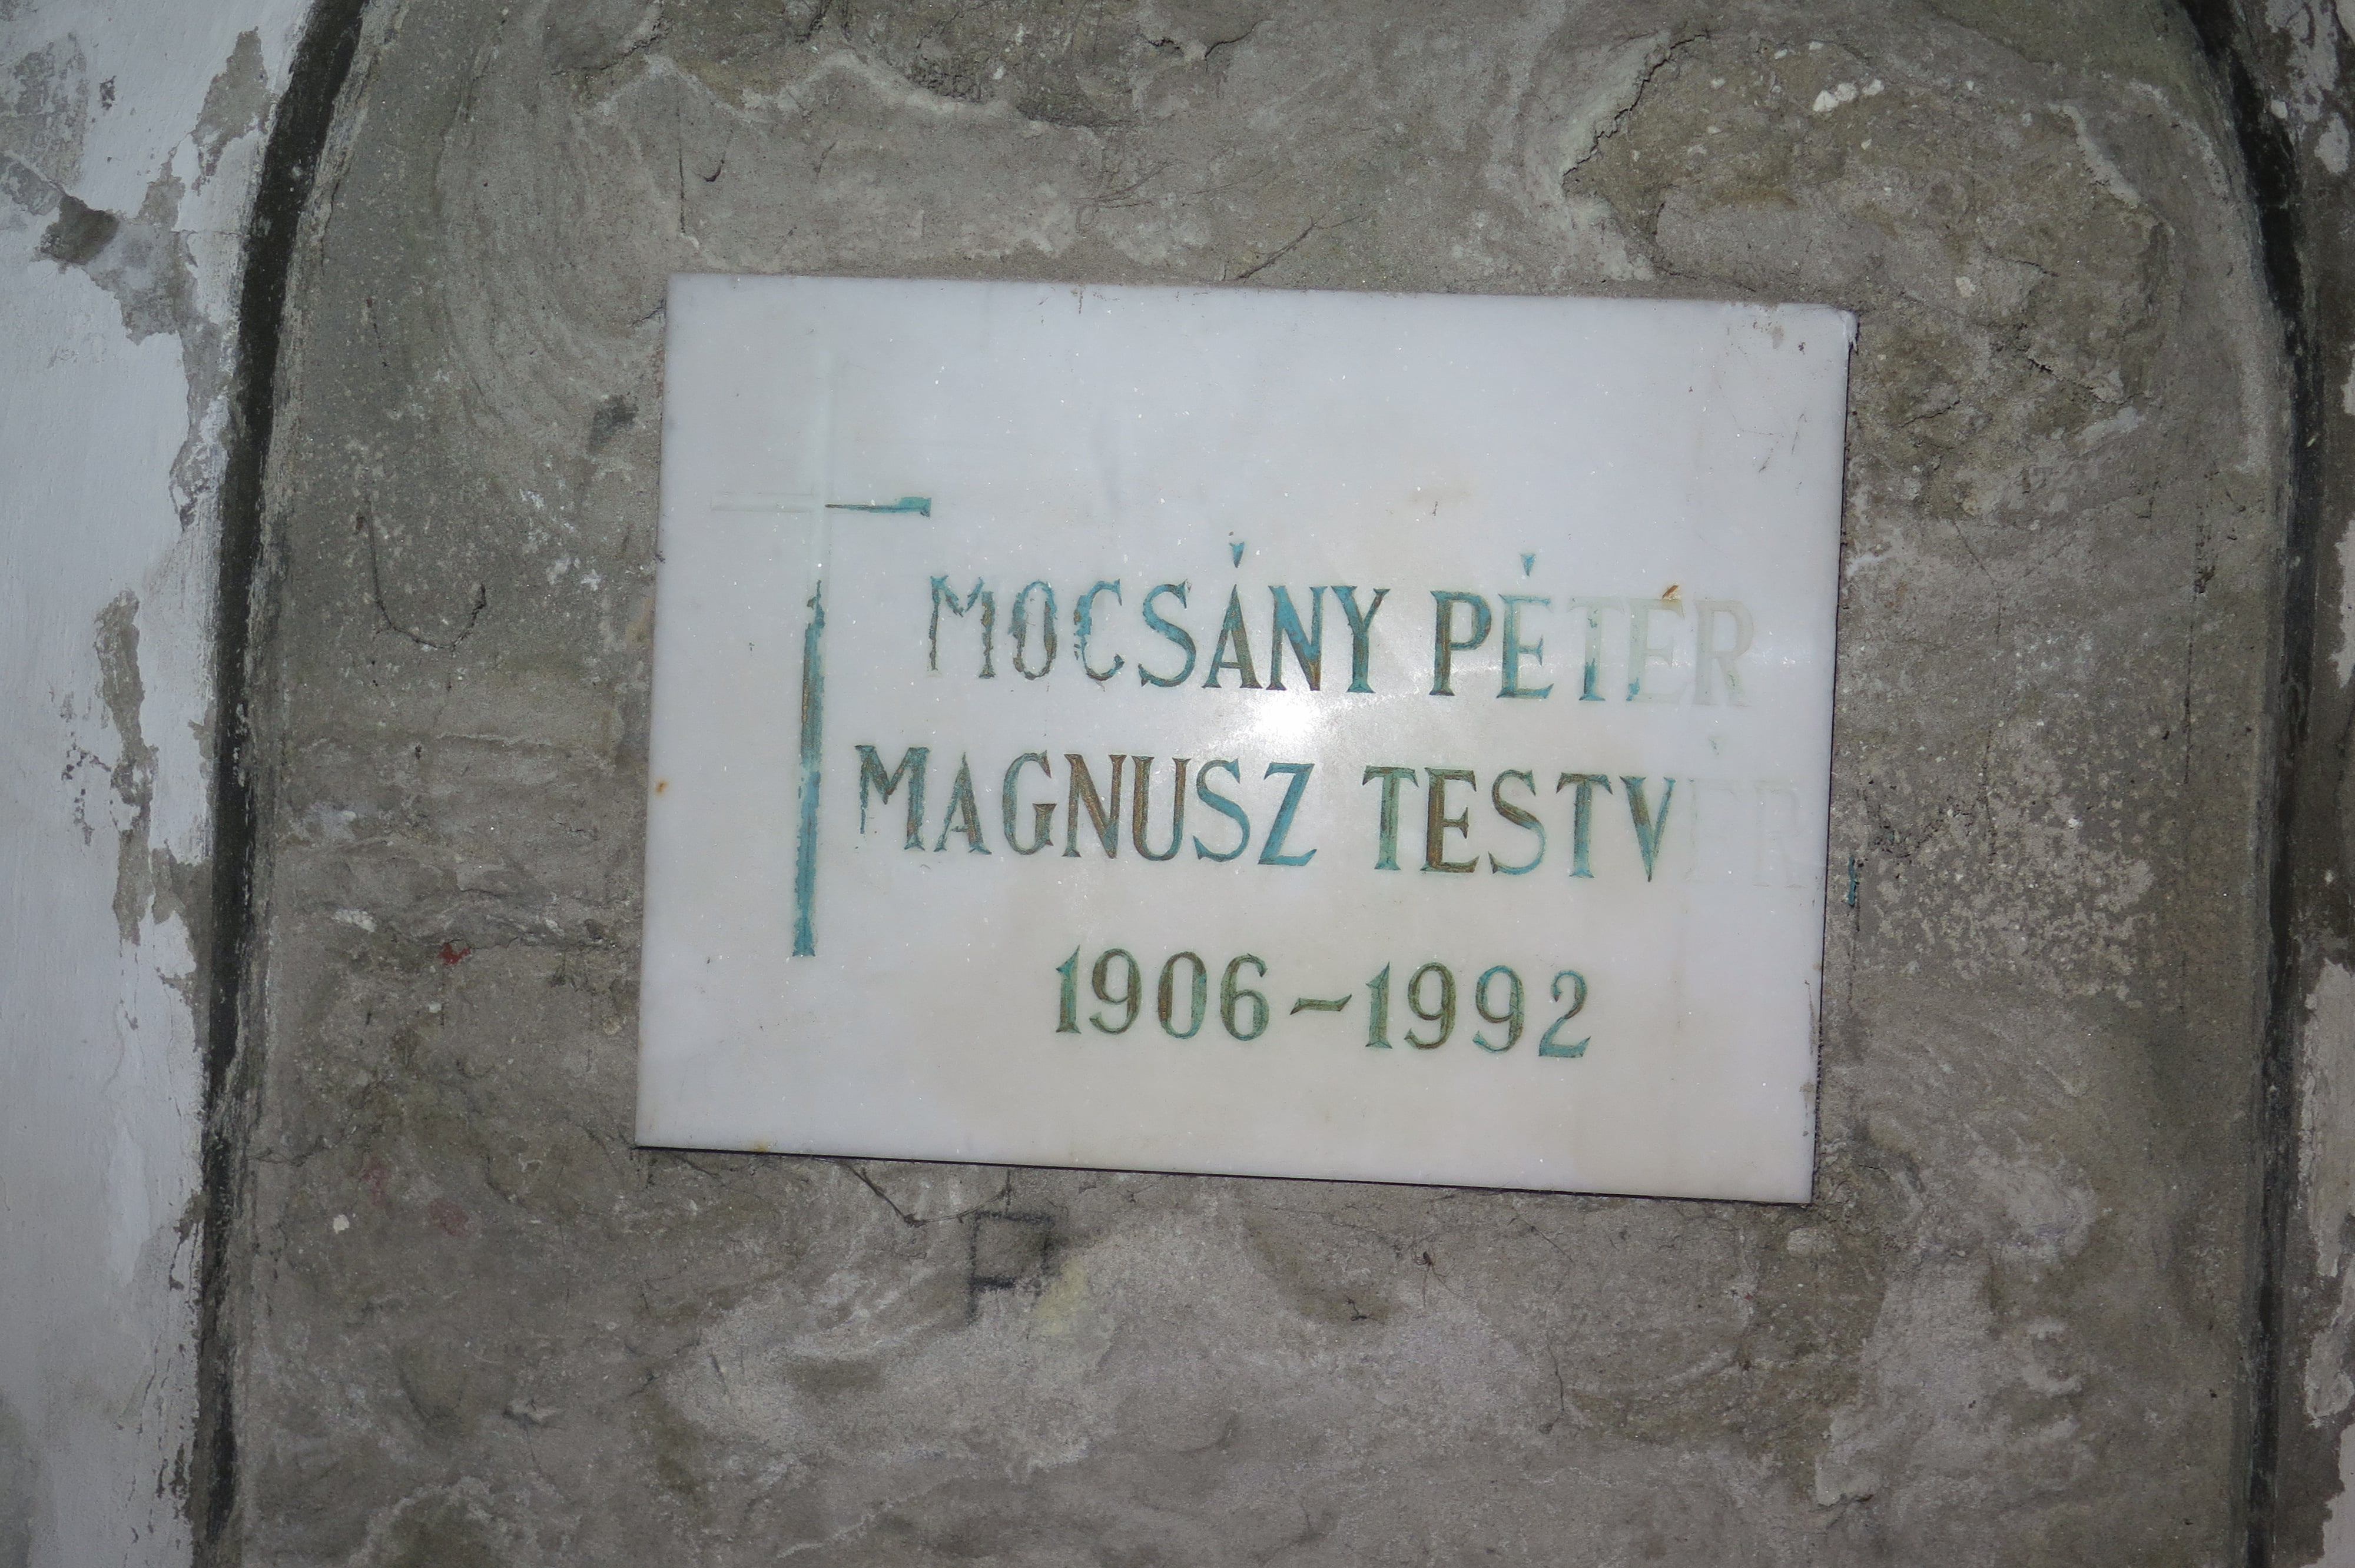 MOCSÁNY PÉTER
MAGNUSZ TESTVÉR
1906-1992
P